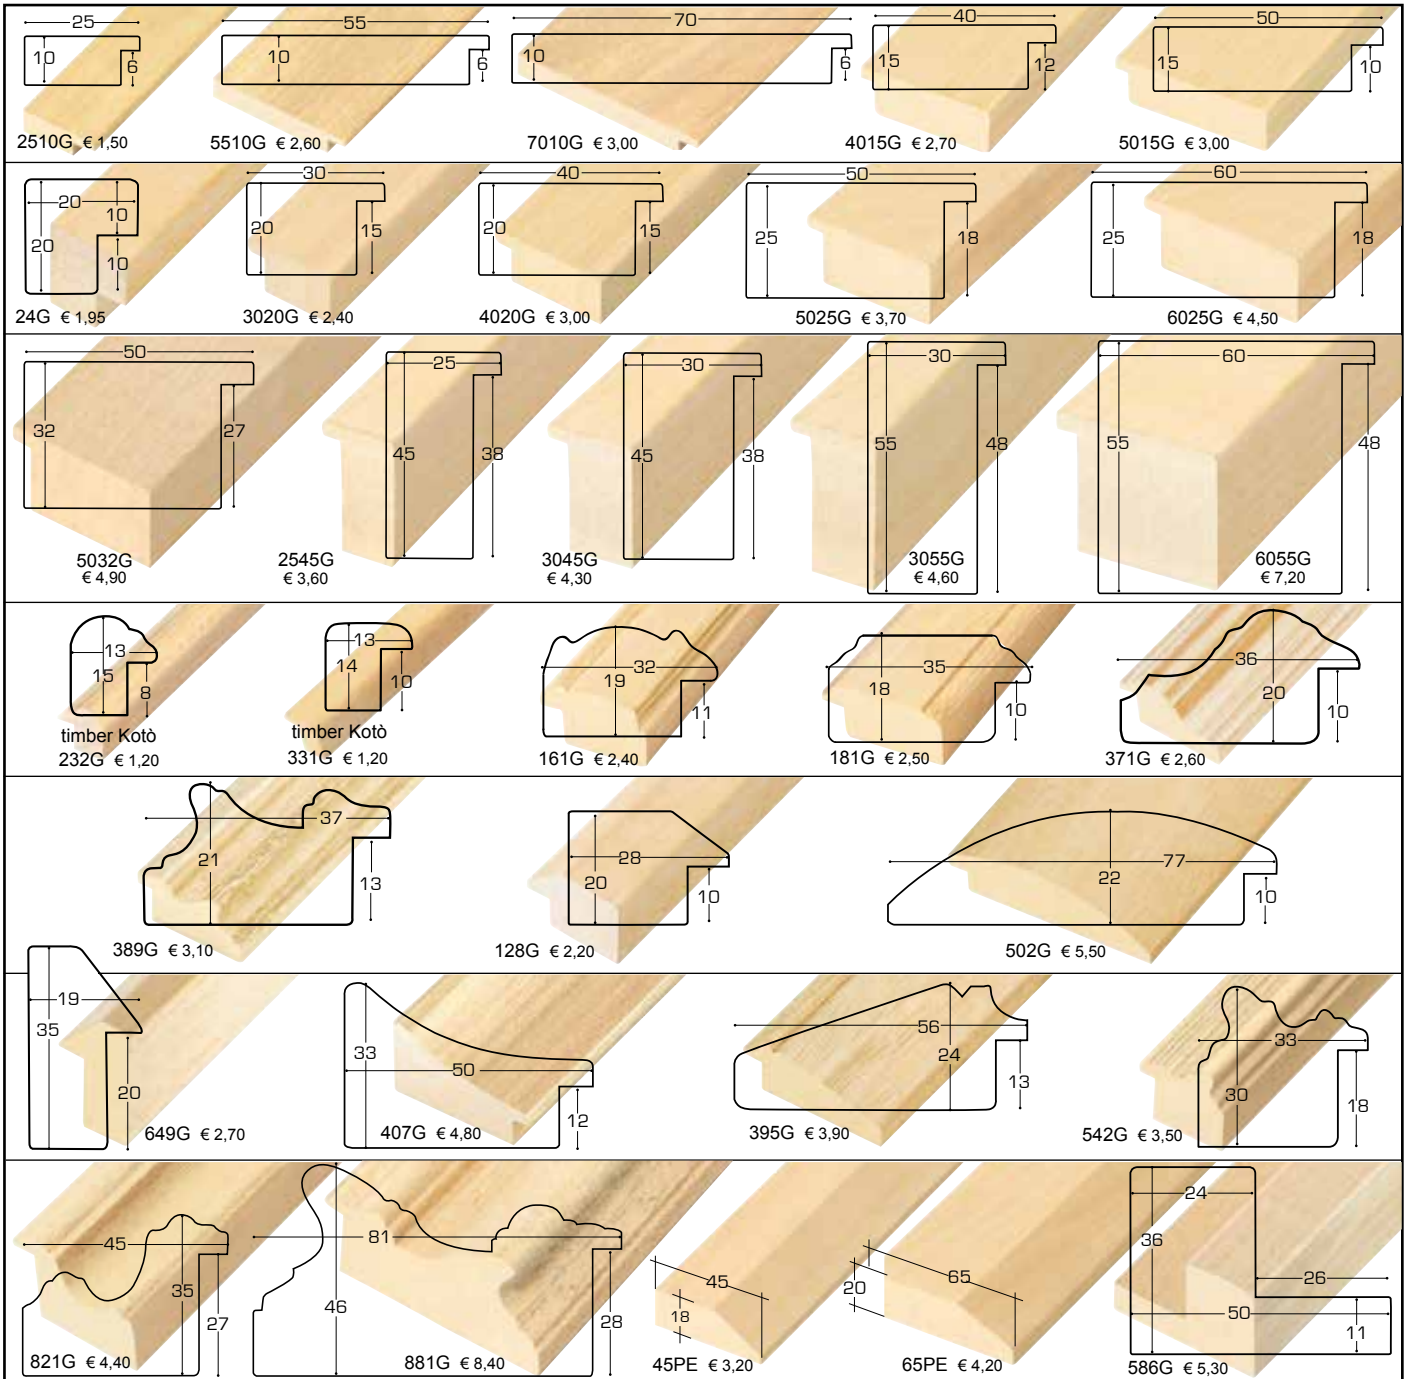 25 55 70 40 50
10 6 10 6 10 6 15 12 15 10
2510G € 1,50 5510G € 2,60 7010G € 3,00 4015G € 2,70 5015G € 3,00
20 30 40 50 60
20 10 10 20 15 20 15 25 18 25 18
24G € 1,95 3020G € 2,40 4020G € 3,00 5025G € 3,70 6025G € 4,50
50 25 30 30 60
32 27 45 38 45 38 55 48 55 48
5032G 2545G 3045G 3055G 6055G
€ 4,90 € 3,60 € 4,30 € 4,60 € 7,20
13 13 32 35 36
15 8 14 10 19 11 18 10 20 10
timber Kotò timber Kotò
232G € 1,20 331G € 1,20 161G € 2,40 181G € 2,50 371G € 2,60
37 28 77
21 13 20 10 22 10
389G € 3,10 128G € 2,20 502G € 5,50
19 50 56 33
35 20 33 12 24 13 30 18
649G € 2,70 407G € 4,80 395G € 3,90 542G € 3,50
45 81 45 65 24
35 27 46 28 18 20 36 26 50 11
821G € 4,40 881G € 8,40 45PE € 3,20 65PE € 4,20 586G € 5,30